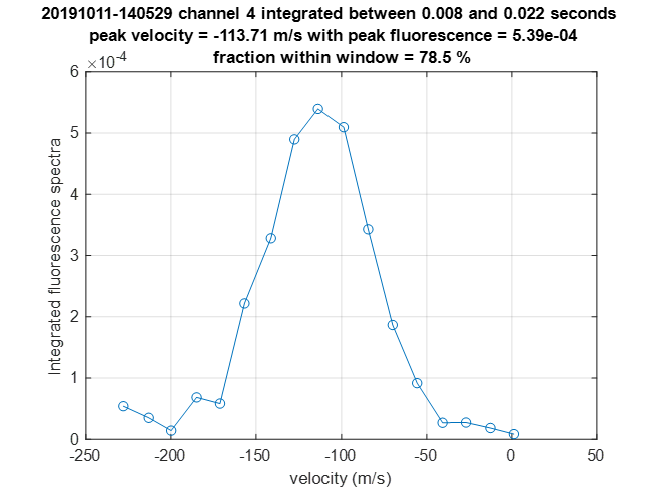 20191011-140529 channel 4 integrated between 0.008 and 0.022 seconds
peak velocity = -113.71 m/s with peak fluorescence = 5.39e-04
fraction within window = 78.5 %
×10-4
6
5
4
3
2
1
0
Integrated fluorescence spectra
-250 -200 -150 -100 -50 0 50
velocity (m/s)